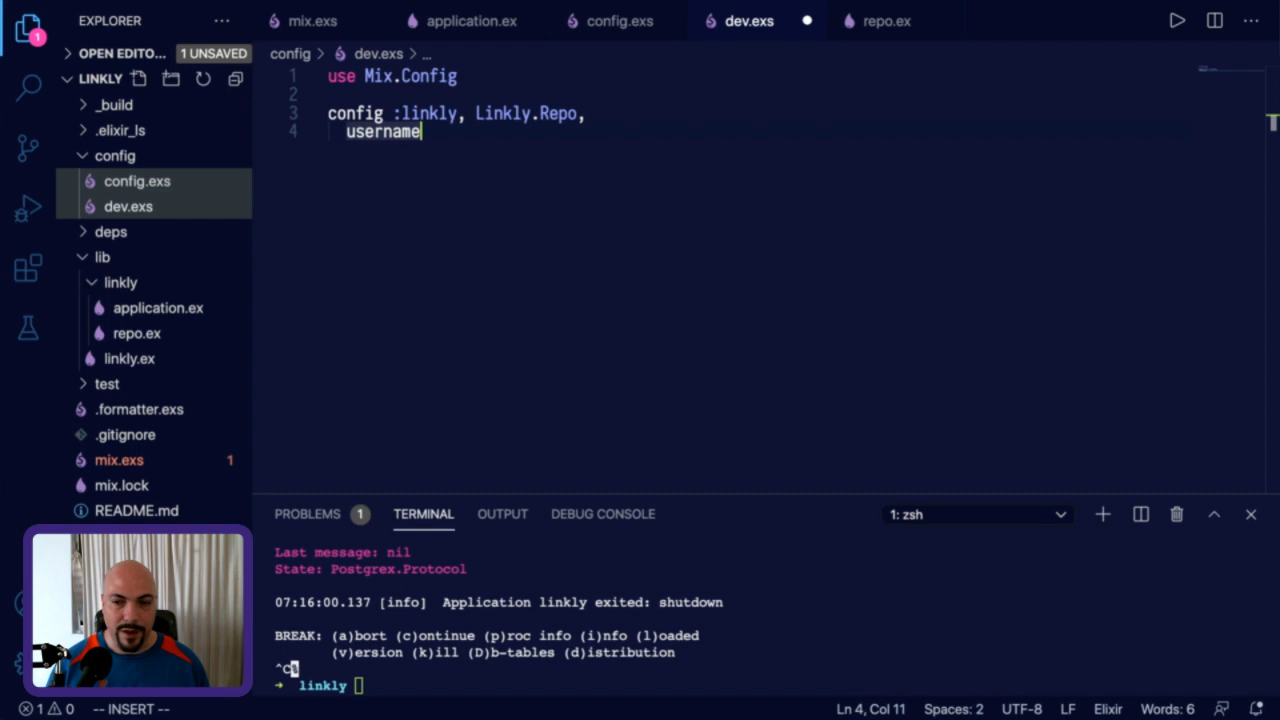 EXPLORER
mix.exs
application.ex
config.exs
dev.exs
repo.ex
OPEN EDITO... 1 UNSAVED
LINKLY
_build
.elixir_ls
config
config.exs
dev.exs
deps
lib
linkly
application.ex
repo.ex
linkly.ex
test
.formatter.exs
.gitignore
mix.exs 1
mix.lock
README.md
1
config > dev.exs > ...
1 use Mix.Config
2
3 config :linkly, Linkly.Repo,
4 username
PROBLEMS 1 TERMINAL OUTPUT DEBUG CONSOLE 1: zsh
Last message: nil
State: Postgrex.Protocol
07:16:00.137 [info] Application linkly exited: shutdown
BREAK: (a)bort (c)ontinue (p)roc info (i)nfo (l)oaded
(v)ersion (k)ill (D)b-tables (d)istribution
^C%
➜ linkly
1 0 -- INSERT -- Ln 4, Col 11 Spaces: 2 UTF-8 LF Elixir Words: 6